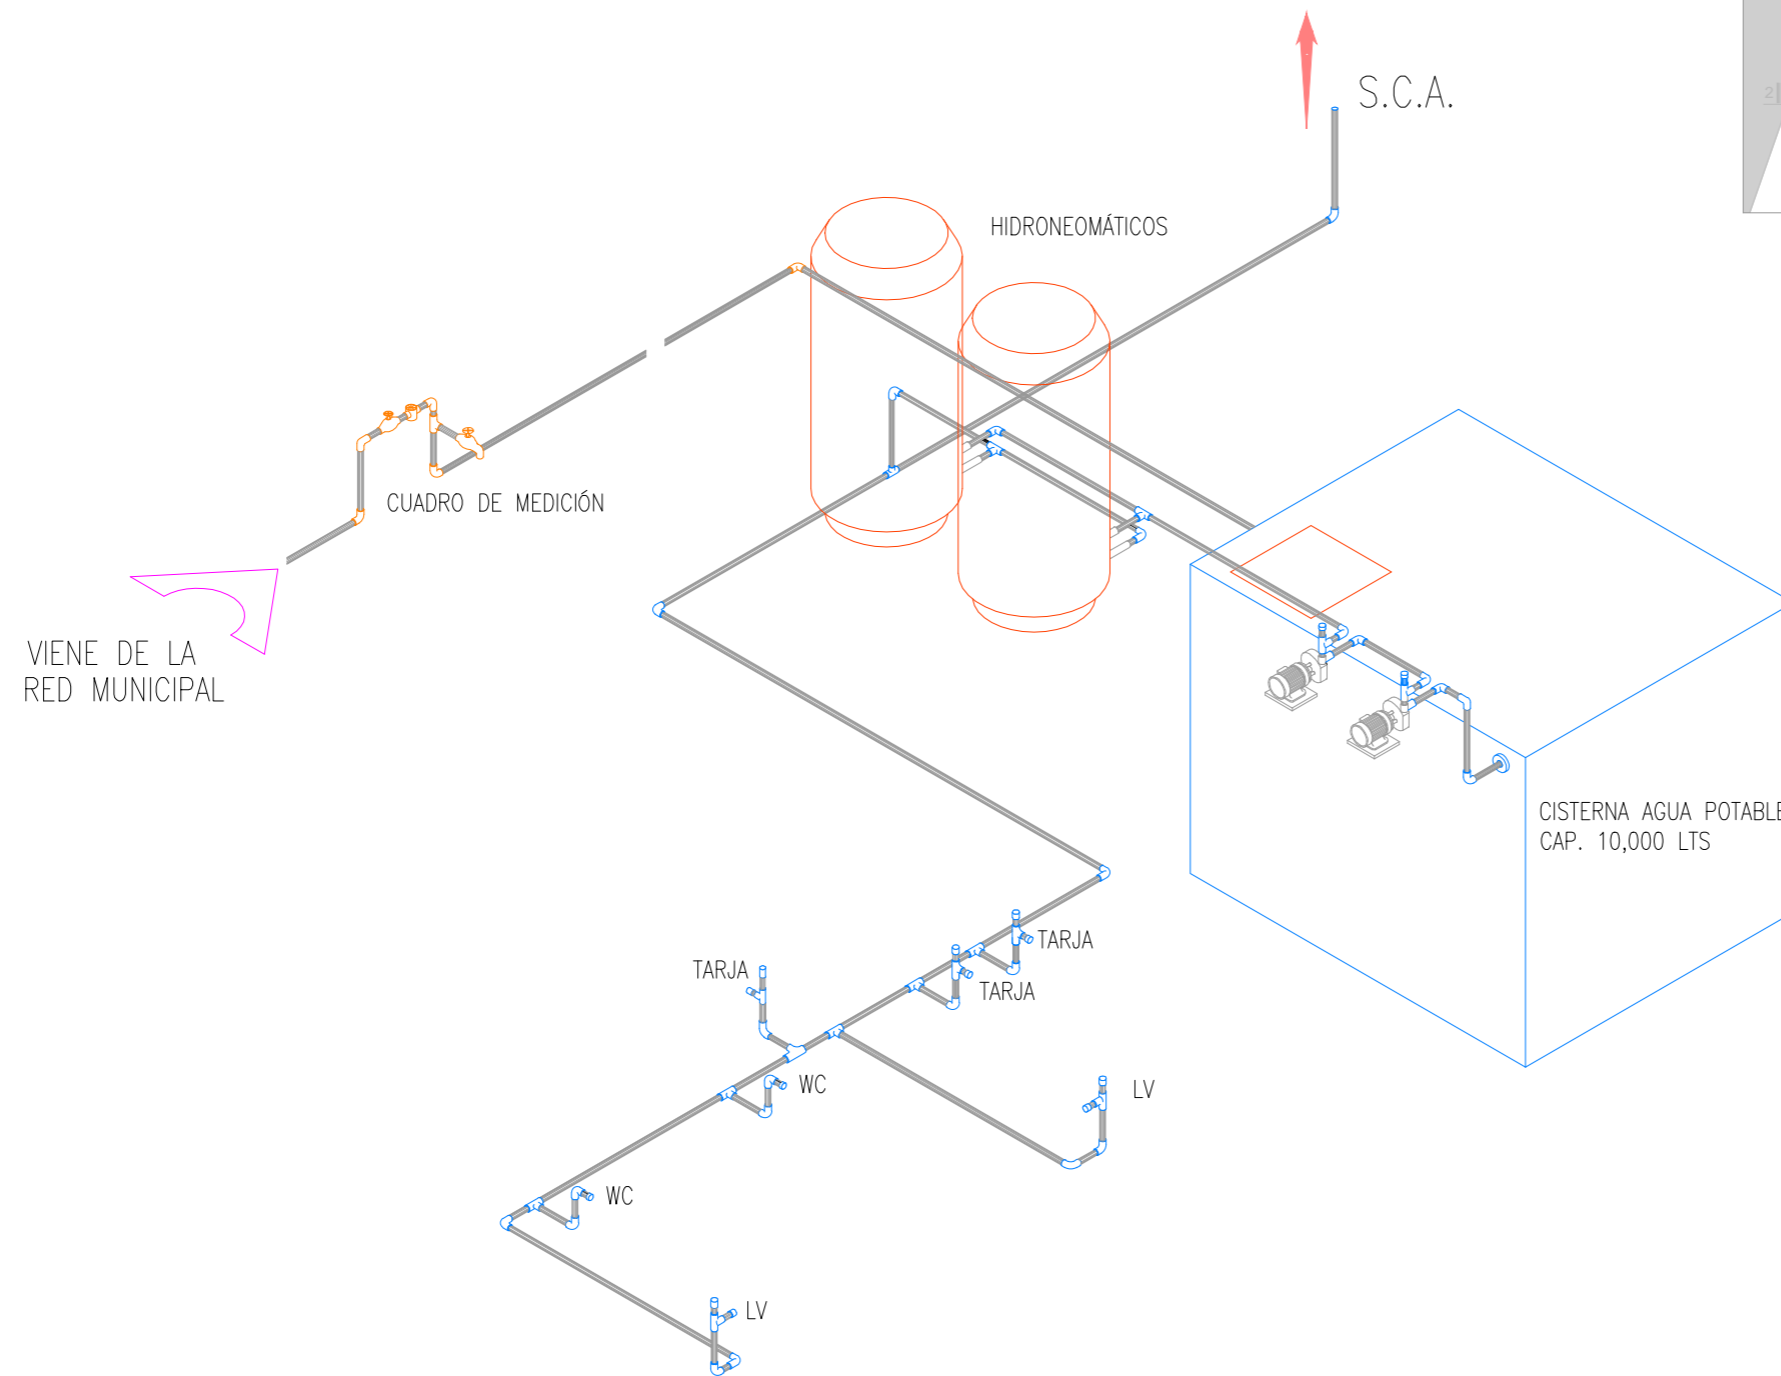 S.C.A.
2
HIDRONEOMÁTICOS
CUADRO DE MEDICIÓN
VIENE DE LA
RED MUNICIPAL
CISTERNA AGUA POTABLE
CAP. 10,000 LTS
TARJA
TARJA
TARJA
WC
LV
WC
LV